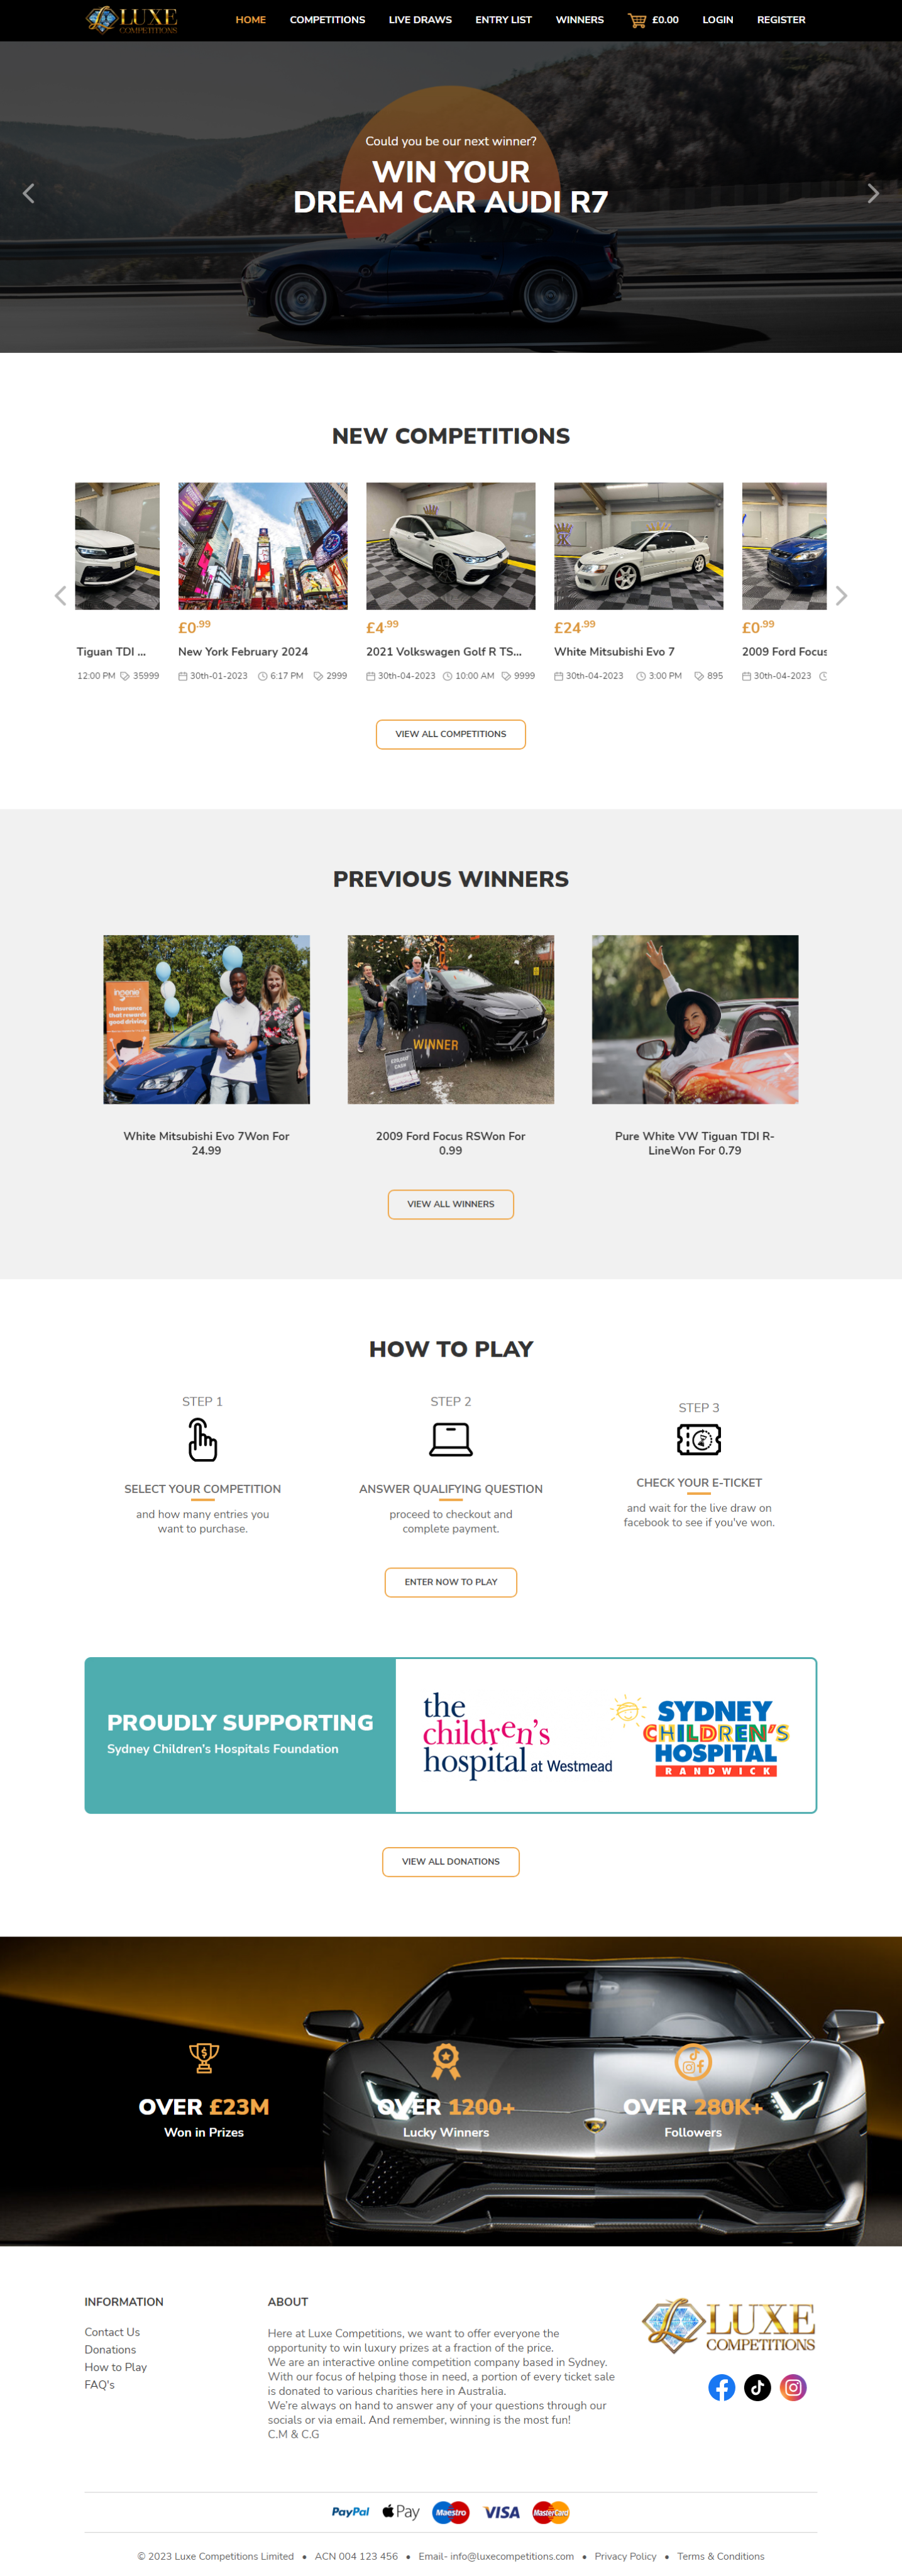 LUXE
COMPETITIONS
HOME COMPETITIONS LIVE DRAWS ENTRY LIST WINNERS £0.00 LOGIN REGISTER
Could you be our next winner?
WIN YOUR
DREAM CAR AUDI R7
NEW COMPETITIONS
Tiguan TDI ...
12:00 PM 35999
£0.99
New York February 2024
30th-01-2023 6:17 PM 2999
£4.99
2021 Volkswagen Golf R TS...
30th-04-2023 10:00 AM 9999
£24.99
White Mitsubishi Evo 7
30th-04-2023 3:00 PM 895
£0.99
2009 Ford Focus
30th-04-2023
VIEW ALL COMPETITIONS
PREVIOUS WINNERS
ingenie
Insurance
that rewards
good driving
WINNER
White Mitsubishi Evo 7Won For
24.99
2009 Ford Focus RSWon For
0.99
Pure White VW Tiguan TDI R-
LineWon For 0.79
VIEW ALL WINNERS
HOW TO PLAY
STEP 1
SELECT YOUR COMPETITION
and how many entries you
want to purchase.
STEP 2
ANSWER QUALIFYING QUESTION
proceed to checkout and
complete payment.
STEP 3
CHECK YOUR E-TICKET
and wait for the live draw on
facebook to see if you've won.
ENTER NOW TO PLAY
PROUDLY SUPPORTING
Sydney Children's Hospitals Foundation
the
children's
hospital at Westmead
SYDNEY
CHILDREN'S
HOSPITAL
RANDWICK
VIEW ALL DONATIONS
OVER £23M
Won in Prizes
OVER 1200+
Lucky Winners
OVER 280K+
Followers
INFORMATION
Contact Us
Donations
How to Play
FAQ's
ABOUT
Here at Luxe Competitions, we want to offer everyone the
opportunity to win luxury prizes at a fraction of the price.
We are an interactive online competition company based in Sydney.
With our focus of helping those in need, a portion of every ticket sale
is donated to various charities here in Australia.
We're always on hand to answer any of your questions through our
socials or via email. And remember, winning is the most fun!
C.M & C.G
LUXE
COMPETITIONS
PayPal Pay Maestro VISA MasterCard
© 2023 Luxe Competitions Limited • ACN 004 123 456 • Email- info@luxecompetitions.com • Privacy Policy • Terms & Conditions